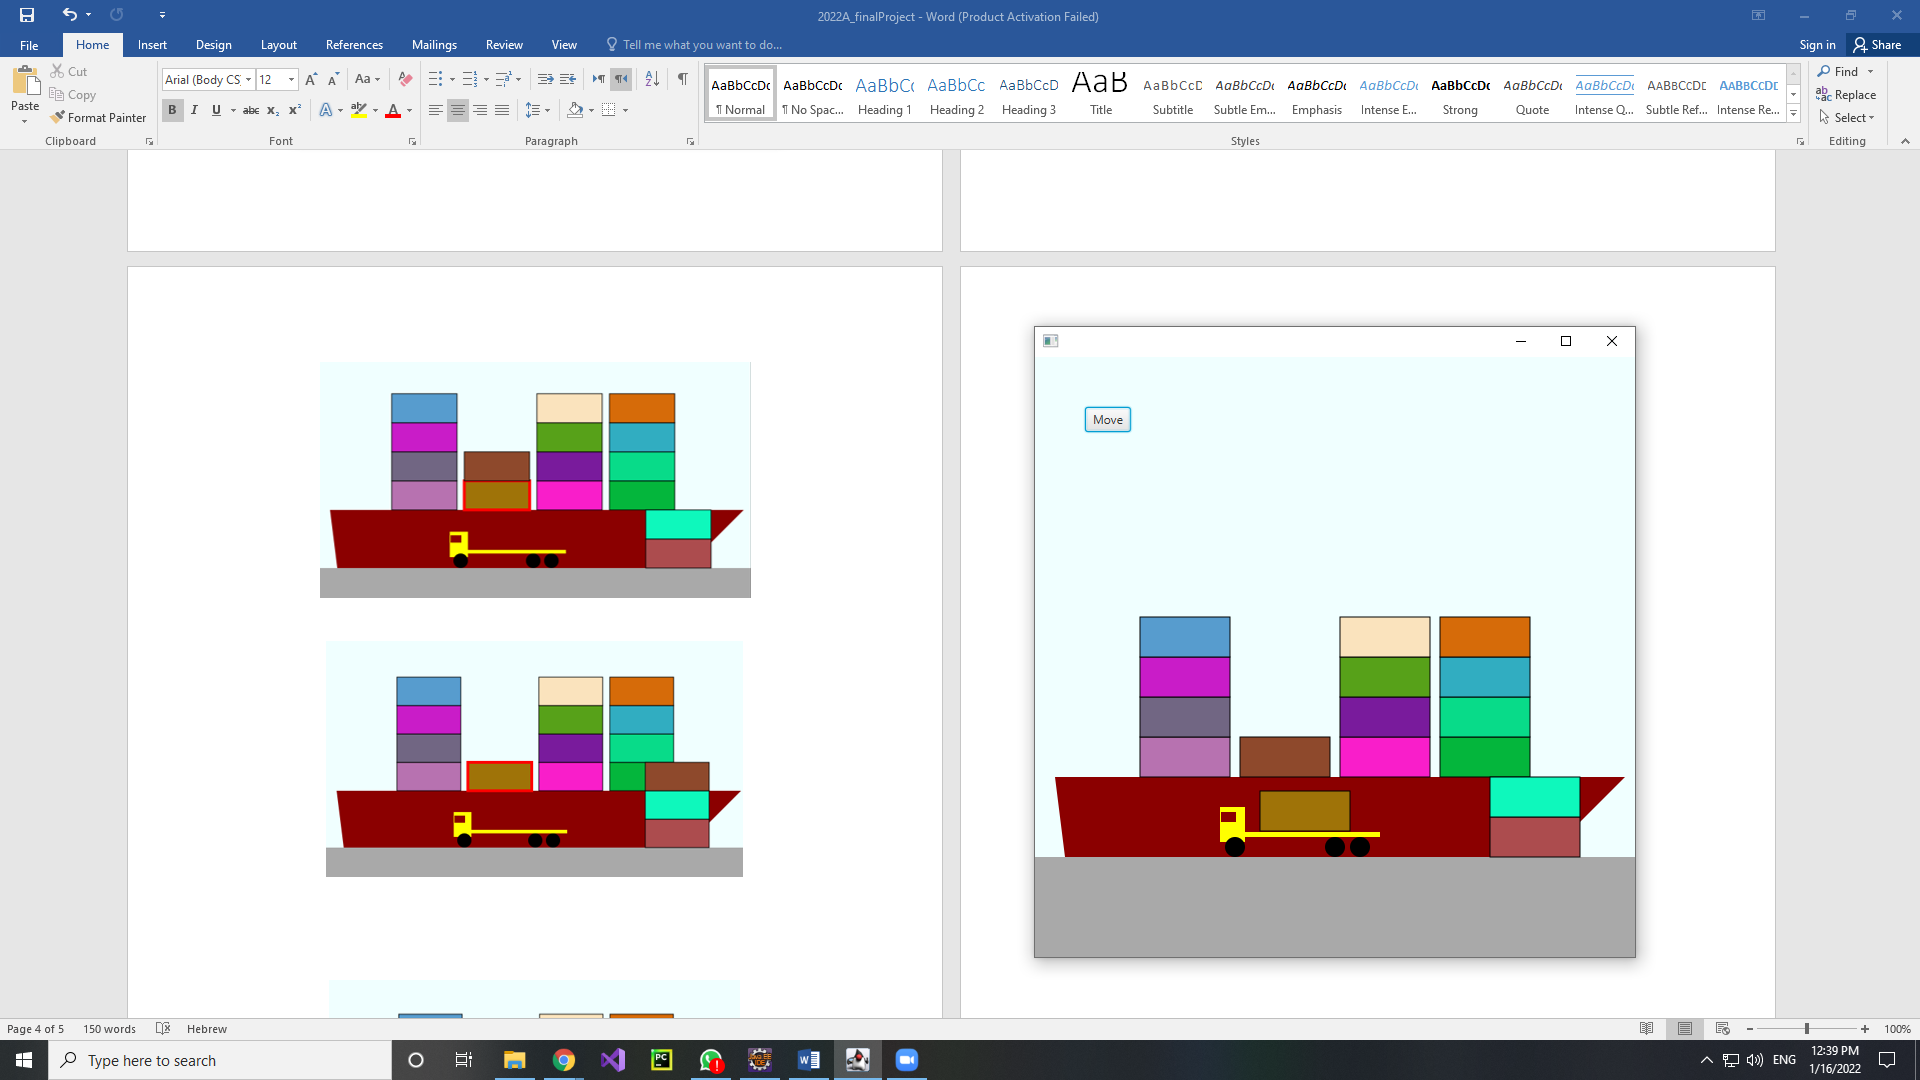 2022A_finalProject - Word (Product Activation Failed)
File Home Insert Design Layout References Mailings Review View Tell me what you want to do... Sign in Share
Paste Cut Copy Format Painter
Clipboard
Arial (Body CS) 12
Font
Paragraph
AaBbCcDc AaBbCcDc AaBbCc AaBbCc AaBbCcD AaB AaBbCcD AaBbCcDc AaBbCcDc AaBbCcDc AaBbCcDc AaBbCcDc AaBbCcDc AaBbCcDc AaBbCcDc
¶ Normal ¶ No Spac... Heading 1 Heading 2 Heading 3 Title Subtitle Subtle Em... Emphasis Intense E... Strong Quote Intense Q... Subtle Ref... Intense Re...
Styles
Find
Replace
Select
Editing
Move
Page 4 of 5 150 words Hebrew 100%
Type here to search
PC
ENG
12:39 PM
1/16/2022